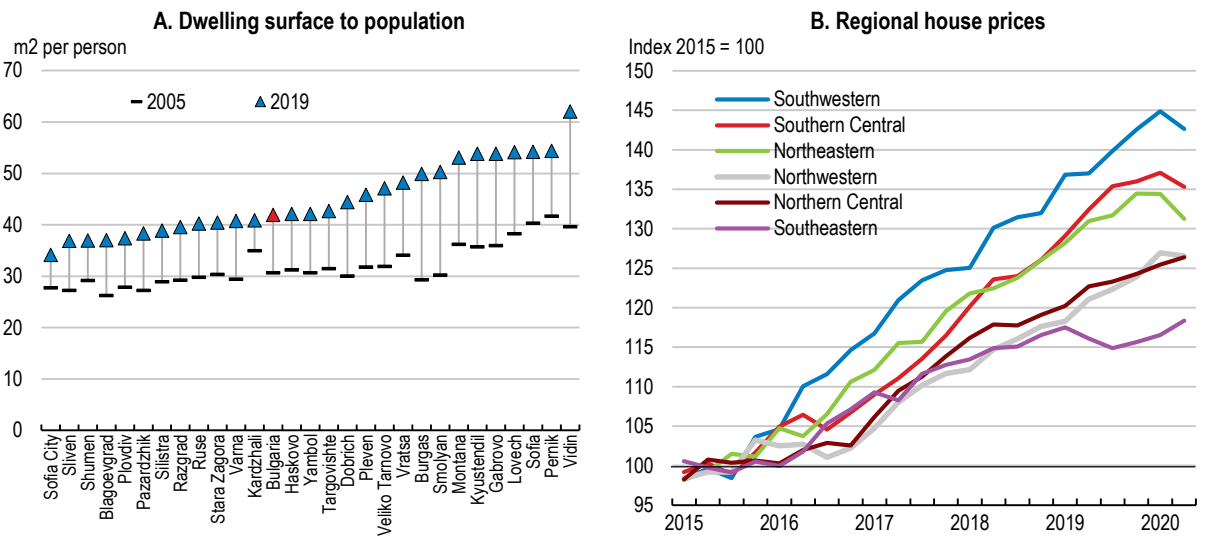 A. Dwelling surface to population
m2 per person
70
60
50
40
30
20
10
0
2005
2019
Sofia City
Sliven
Shumen
Blagoevgrad
Plovdiv
Pazardzhik
Silistra
Razgrad
Ruse
Stara Zagora
Varna
Kardzhali
Bulgaria
Haskovo
Yambol
Targovishte
Dobrich
Pleven
Veliko Tarnovo
Vratsa
Burgas
Smolyan
Montana
Kyustendil
Gabrovo
Lovech
Sofia
Pernik
Vidin
B. Regional house prices
Index 2015 = 100
150
145
140
135
130
125
120
115
110
105
100
95
Southwestern
Southern Central
Northeastern
Northwestern
Northern Central
Southeastern
2015
2016
2017
2018
2019
2020